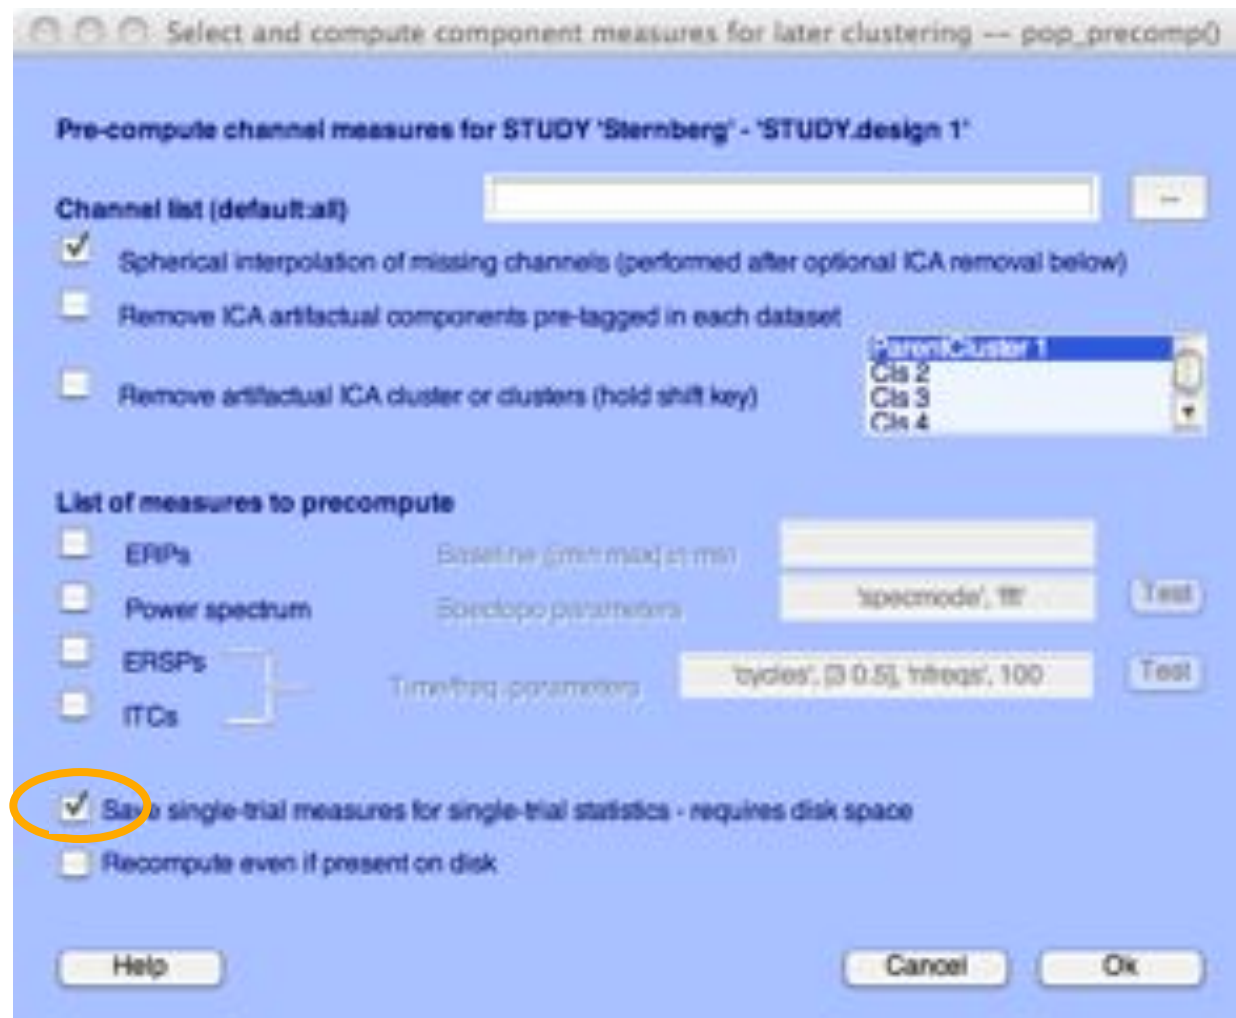 Select and compute component measures for later clustering -- pop_precomp()
Pre-compute channel measures for STUDY 'Sternberg' - 'STUDY.design 1'
Channel list (default:all)
...
Spherical interpolation of missing channels (performed after optional ICA removal below)
Remove ICA artifactual components pre-tagged in each dataset
Remove artifactual ICA cluster or clusters (hold shift key)
ParentCluster 1
Cls 2
Cls 3
Cls 4
List of measures to precompute
ERPs Baseline ([min max] in ms)
Power spectrum Spectopo parameters 'specmode', 'fft' Test
ERSPs
Time/freq. parameters 'cycles', [3 0.5], 'nfreqs', 100 Test
ITCs
Save single-trial measures for single-trial statistics - requires disk space
Recompute even if present on disk
Help Cancel Ok